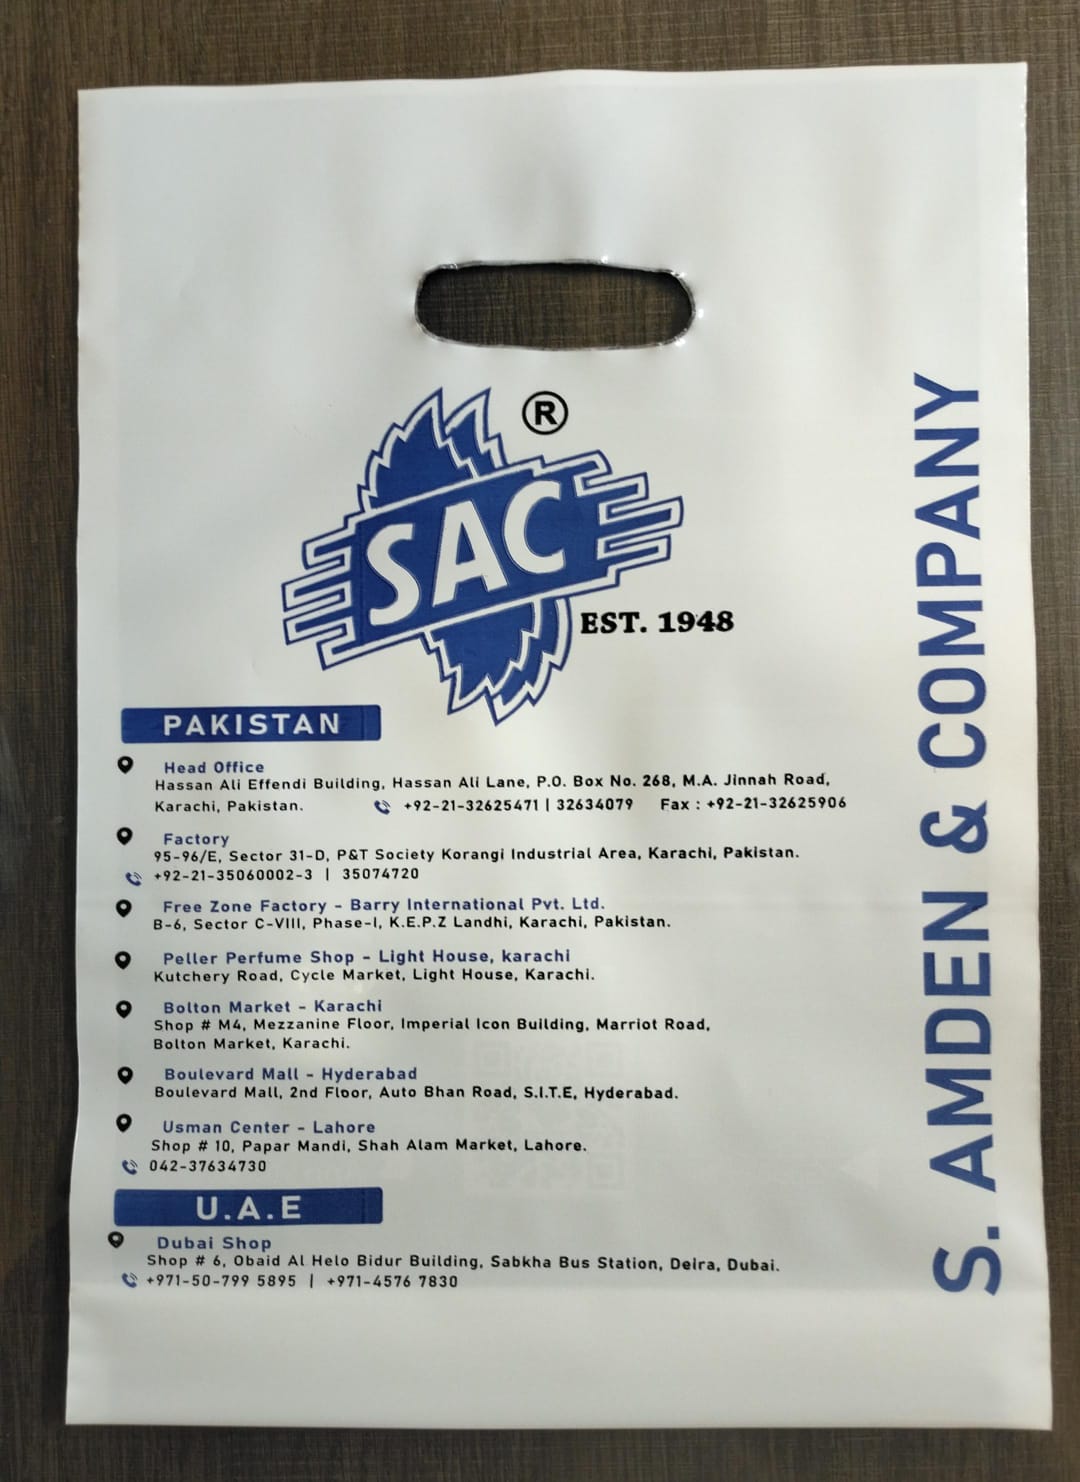 ®
SAC
EST. 1948
PAKISTAN
Head Office
Hassan Ali Effendi Building, Hassan Ali Lane, P.O. Box No. 268, M.A. Jinnah Road,
Karachi, Pakistan. +92-21-32625471 | 32634079 Fax : +92-21-32625906
Factory
95-96/E, Sector 31-D, P&T Society Korangi Industrial Area, Karachi, Pakistan.
+92-21-35060002-3 | 35074720
Free Zone Factory - Barry International Pvt. Ltd.
B-6, Sector C-VIII, Phase-I, K.E.P.Z Landhi, Karachi, Pakistan.
Peller Perfume Shop - Light House, karachi
Kutchery Road, Cycle Market, Light House, Karachi.
Bolton Market - Karachi
Shop # M4, Mezzanine Floor, Imperial Icon Building, Marriot Road,
Bolton Market, Karachi.
Boulevard Mall - Hyderabad
Boulevard Mall, 2nd Floor, Auto Bhan Road, S.I.T.E, Hyderabad.
Usman Center - Lahore
Shop # 10, Papar Mandi, Shah Alam Market, Lahore.
042-37634730
U.A.E
Dubai Shop
Shop # 6, Obaid Al Helo Bidur Building, Sabkha Bus Station, Deira, Dubai.
+971-50-799 5895 | +971-4576 7830
S. AMDEN & COMPANY